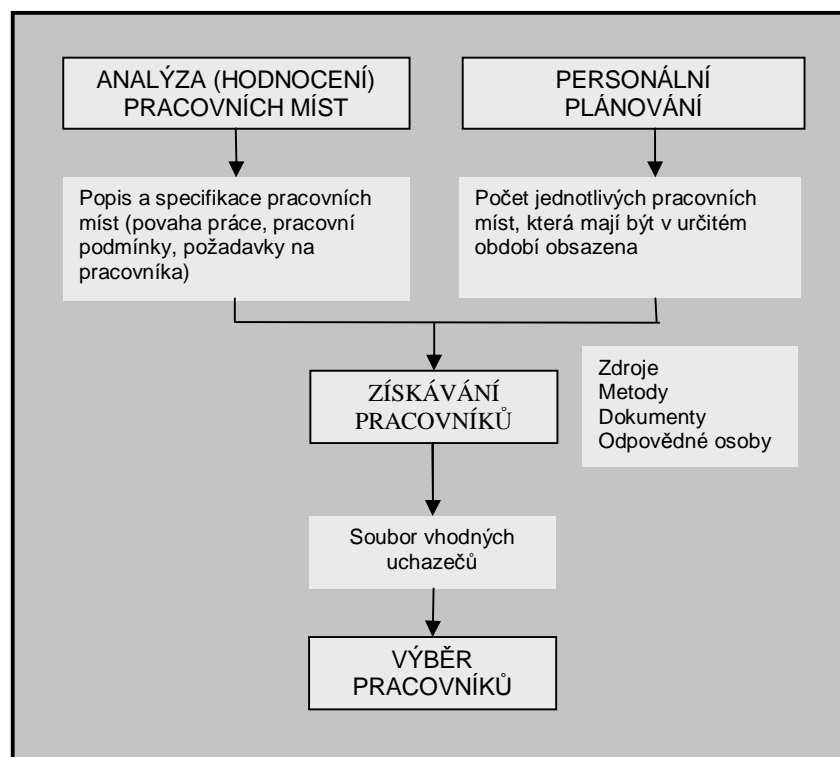 ANALÝZA (HODNOCENÍ)
PRACOVNÍCH MÍST
PERSONÁLNÍ
PLÁNOVÁNÍ
Popis a specifikace pracovních
míst (povaha práce, pracovní
podmínky, požadavky na
pracovníka)
Počet jednotlivých pracovních
míst, která mají být v určitém
období obsazena
ZÍSKÁVÁNÍ
PRACOVNÍKŮ
Zdroje
Metody
Dokumenty
Odpovědné osoby
Soubor vhodných
uchazečů
VÝBĚR
PRACOVNÍKŮ